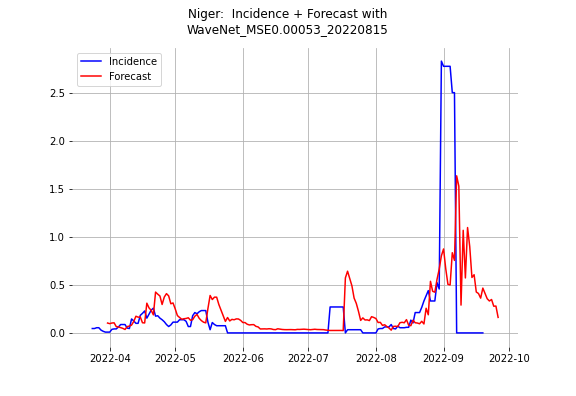 Niger:  Incidence + Forecast with
WaveNet_MSE0.00053_20220815
Incidence
Forecast
2.5
2.0
1.5
1.0
0.5
0.0
2022-04 2022-05 2022-06 2022-07 2022-08 2022-09 2022-10